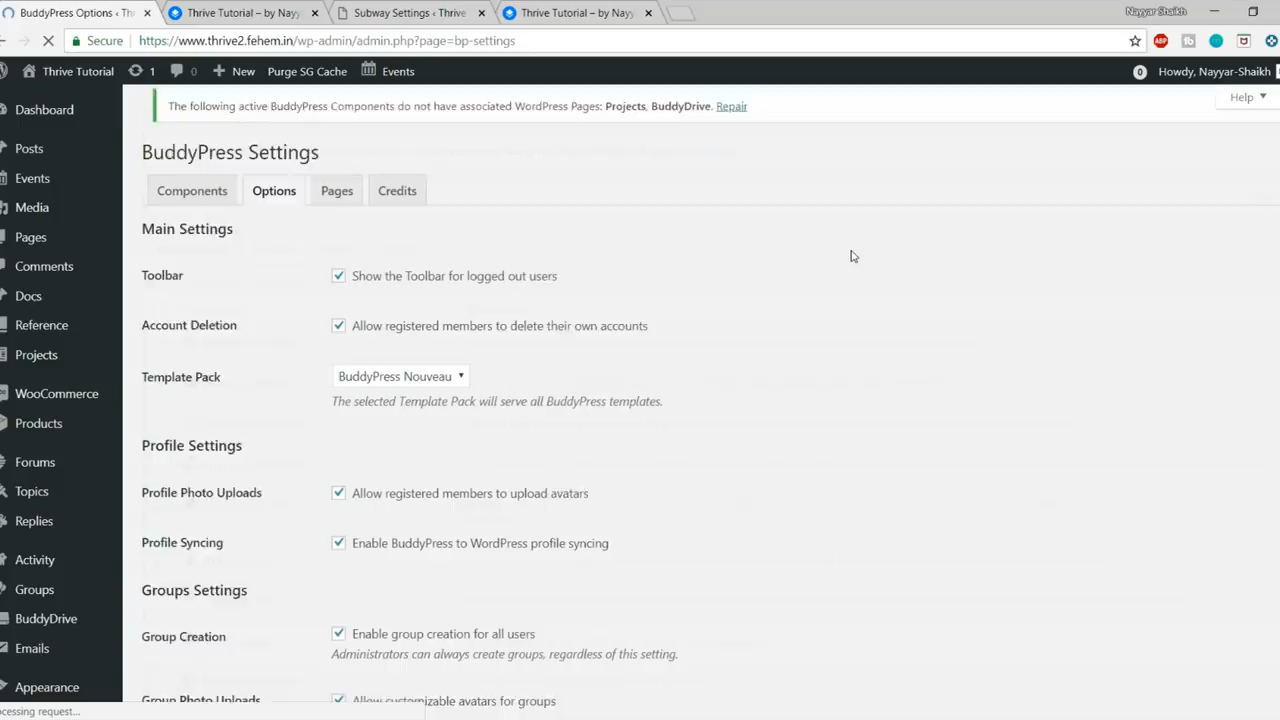 BuddyPress Options ‹ Th
Thrive Tutorial – by Nayy
Subway Settings ‹ Thrive
Thrive Tutorial – by Nayy
Nayyar Shaikh
Secure
https://www.thrive2.fehem.in/wp-admin/admin.php?page=bp-settings
Thrive Tutorial
1
0
New
Purge SG Cache
Events
0
Howdy, Nayyar-Shaikh
The following active BuddyPress Components do not have associated WordPress Pages: Projects, BuddyDrive. Repair
Help
Dashboard
Posts
Events
Media
Pages
Comments
Docs
Reference
Projects
WooCommerce
Products
Forums
Topics
Replies
Activity
Groups
BuddyDrive
Emails
Appearance
BuddyPress Settings
Components
Options
Pages
Credits
Main Settings
Toolbar
Show the Toolbar for logged out users
Account Deletion
Allow registered members to delete their own accounts
Template Pack
BuddyPress Nouveau
The selected Template Pack will serve all BuddyPress templates.
Profile Settings
Profile Photo Uploads
Allow registered members to upload avatars
Profile Syncing
Enable BuddyPress to WordPress profile syncing
Groups Settings
Group Creation
Enable group creation for all users
Administrators can always create groups, regardless of this setting.
Group Photo Uploads
Allow customizable avatars for groups
ocessing request...